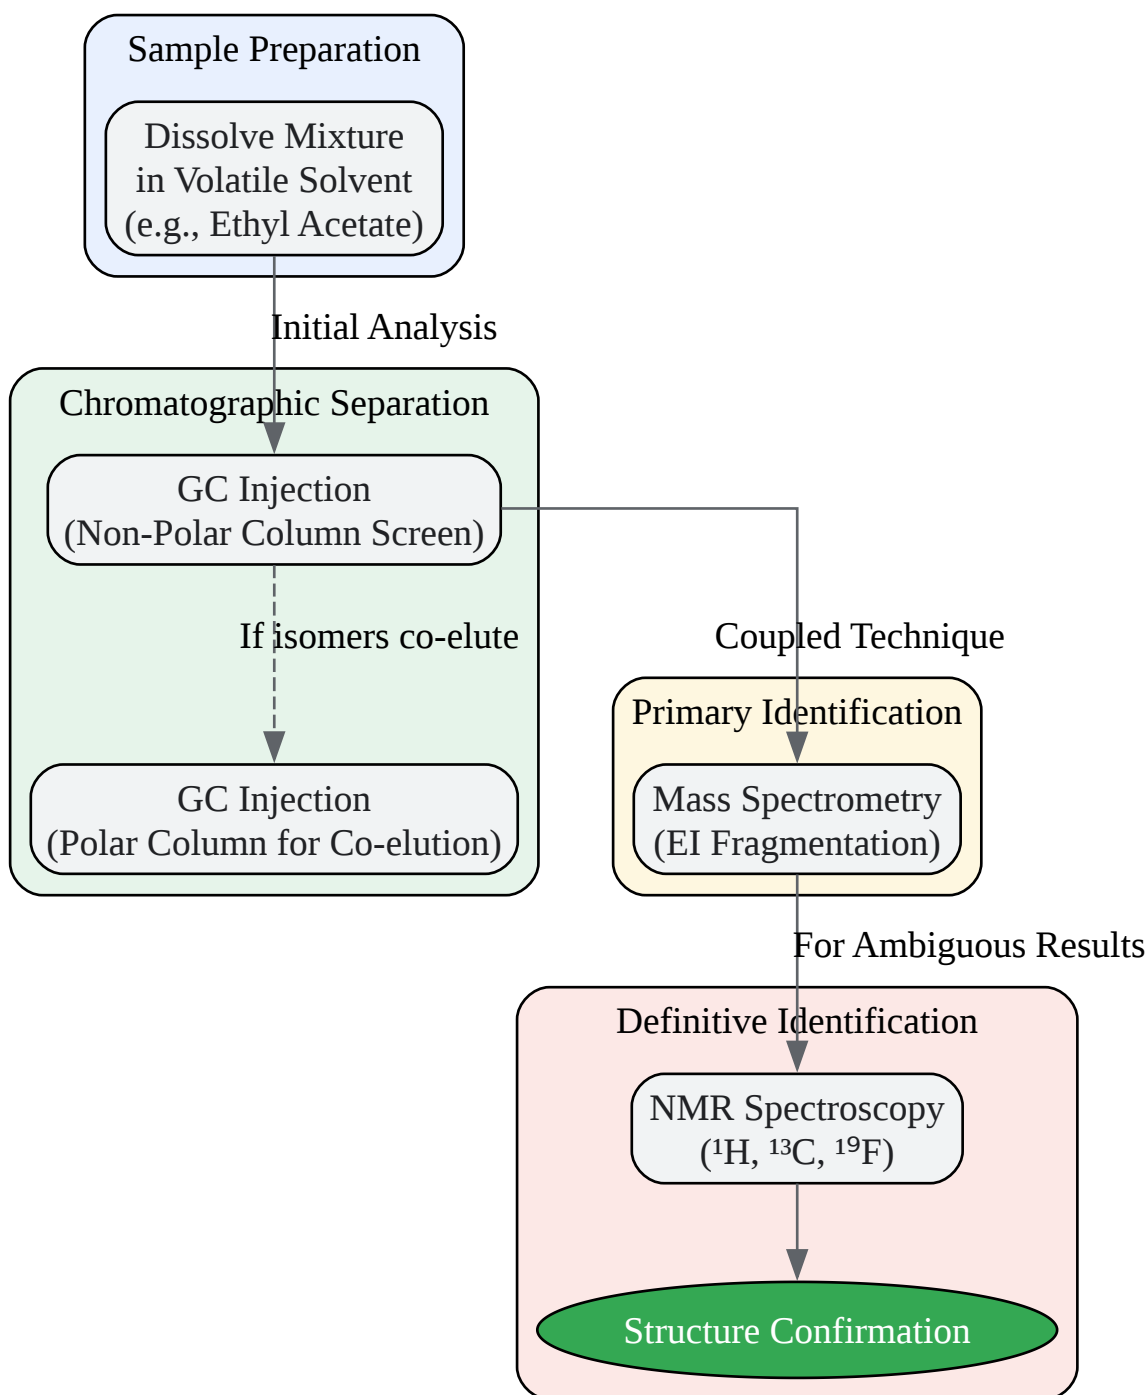 Sample Preparation
Dissolve Mixture
in Volatile Solvent
(e.g., Ethyl Acetate)
Initial Analysis
Chromatographic Separation
GC Injection
(Non-Polar Column Screen)
If isomers co-elute
Coupled Technique
Primary Identification
GC Injection
(Polar Column for Co-elution)
Mass Spectrometry
(EI Fragmentation)
For Ambiguous Results
Definitive Identification
NMR Spectroscopy
(¹H, ¹³C, ¹⁹F)
Structure Confirmation